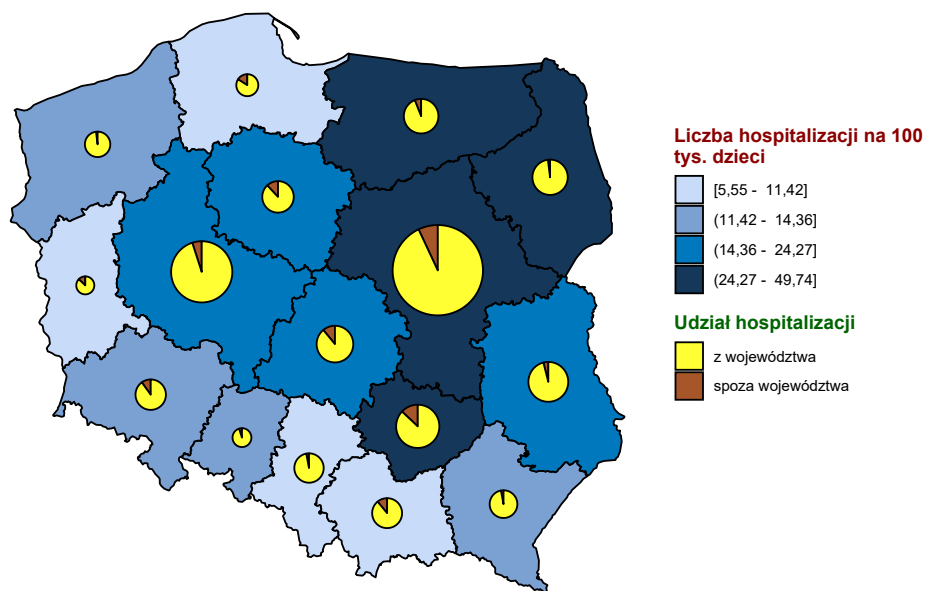 Liczba hospitalizacji na 100
tys. dzieci
[5,55 - 11,42]
(11,42 - 14,36]
(14,36 - 24,27]
(24,27 - 49,74]
Udział hospitalizacji
z województwa
spoza województwa